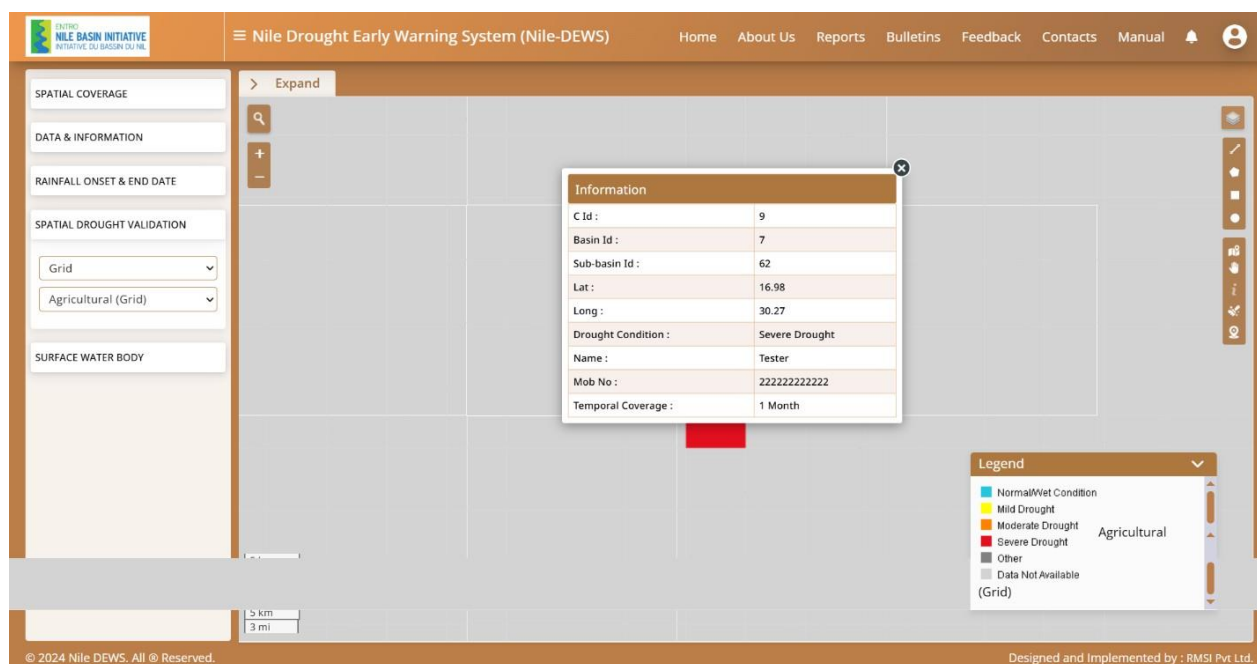 ENTRO
NILE BASIN INITIATIVE
INITIATIVE DU BASSIN DU NIL
Nile Drought Early Warning System (Nile-DEWS)
Home About Us Reports Bulletins Feedback Contacts Manual
SPATIAL COVERAGE
DATA & INFORMATION
RAINFALL ONSET & END DATE
SPATIAL DROUGHT VALIDATION
Grid
Agricultural (Grid)
SURFACE WATER BODY
Expand
Information
C Id : 9
Basin Id : 7
Sub-basin Id : 62
Lat : 16.98
Long : 30.27
Drought Condition : Severe Drought
Name : Tester
Mob No : 222222222222
Temporal Coverage : 1 Month
Legend
Normal/Wet Condition
Mild Drought
Moderate Drought
Severe Drought
Other
Data Not Available
Agricultural
(Grid)
5 km
3 mi
© 2024 Nile DEWS. All ® Reserved.
Designed and Implemented by : RMSI Pvt Ltd.